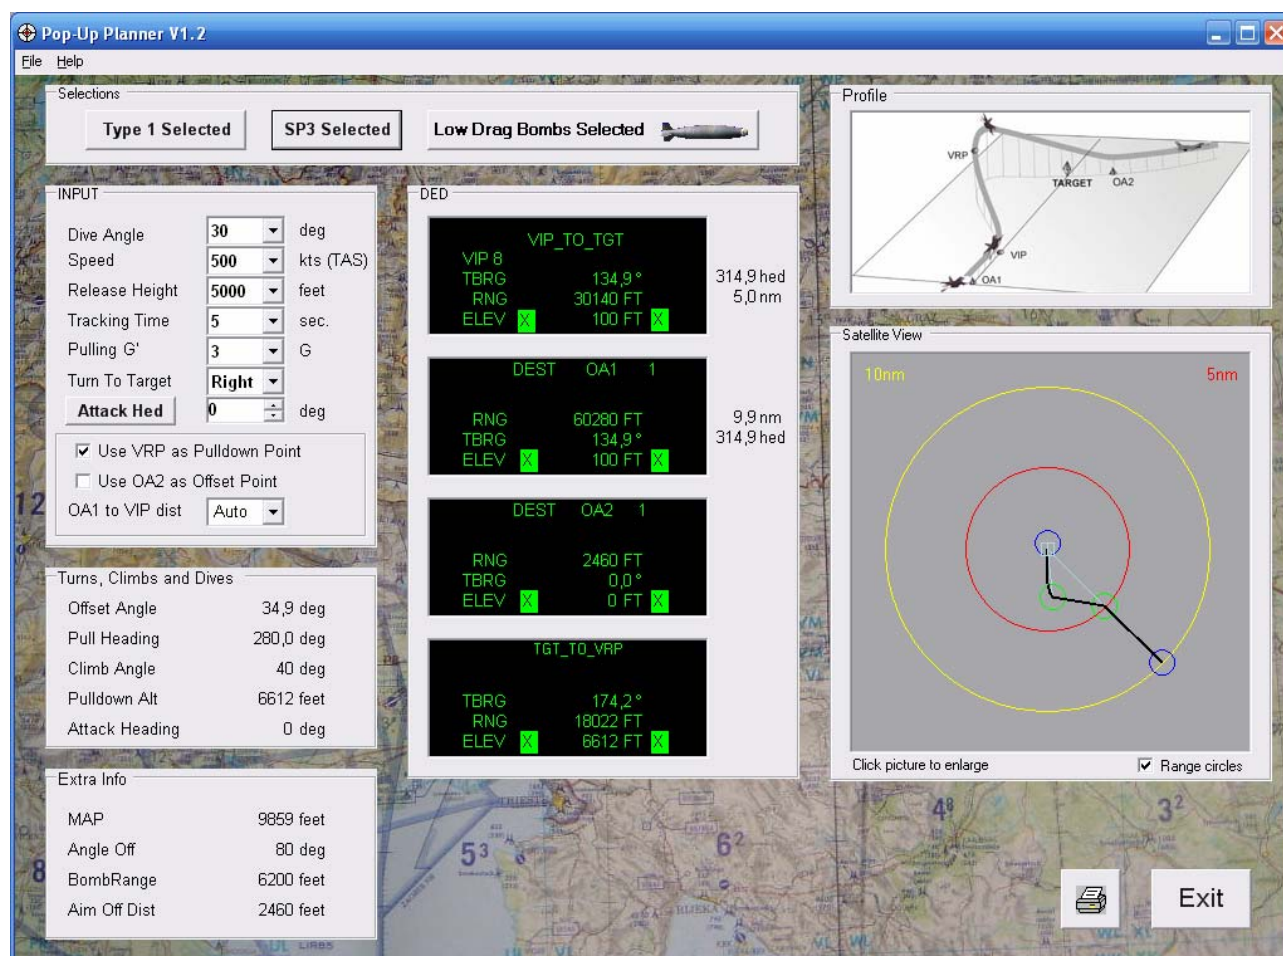 Pop-Up Planner V1.2
File Help
Selections
Type 1 Selected
SP3 Selected
Low Drag Bombs Selected
INPUT
Dive Angle 30 deg
Speed 500 kts (TAS)
Release Height 5000 feet
Tracking Time 5 sec.
Pulling G' 3 G
Turn To Target Right
Attack Hed 0 deg
Use VRP as Pulldown Point
Use OA2 as Offset Point
OA1 to VIP dist Auto
Turns, Climbs and Dives
Offset Angle 34,9 deg
Pull Heading 280,0 deg
Climb Angle 40 deg
Pulldown Alt 6612 feet
Attack Heading 0 deg
Extra Info
MAP 9859 feet
Angle Off 80 deg
BombRange 6200 feet
Aim Off Dist 2460 feet
DED
VIP_TO_TGT
VIP 8
TBRG 134,9° 314,9 hed
RNG 30140 FT 5,0 nm
ELEV X 100 FT X
DEST OA1 1
RNG 60280 FT 9,9 nm
TBRG 134,9° 314,9 hed
ELEV X 100 FT X
DEST OA2 1
RNG 2460 FT
TBRG 0,0°
ELEV X 0 FT X
TGT_TO_VRP
TBRG 174,2°
RNG 18022 FT
ELEV X 6612 FT X
Profile
VRP
TARGET
OA2
VIP
OA1
Satellite View
10nm 5nm
Click picture to enlarge
Range circles
12
8
5³
6²
4⁸
3²
TRIESTE
RIJEKA
Exit